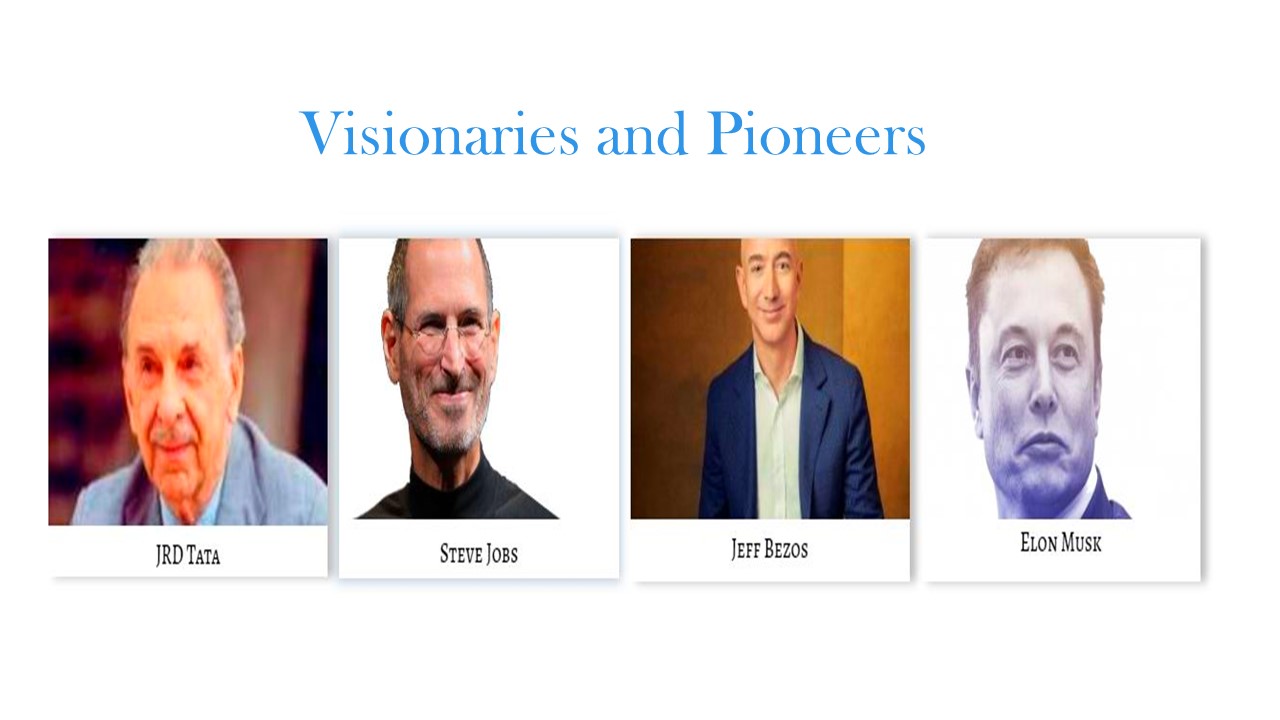 Visionaries and Pioneers
JRD Tata
Steve Jobs
Jeff Bezos
Elon Musk